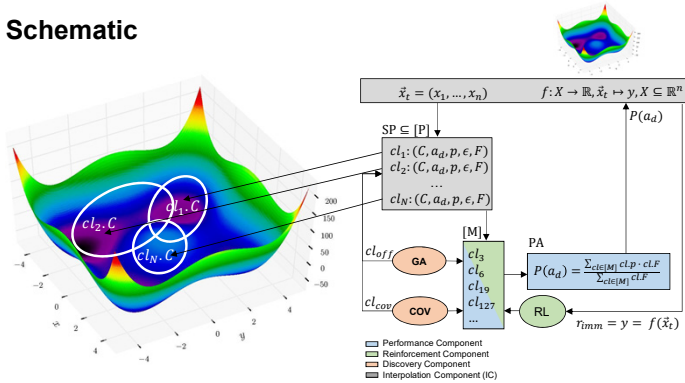 Schematic
x⃗_t = (x_1, ..., x_n)
f: X → ℝ, x⃗_t ↦ y, X ⊆ ℝ^n
P(a_d)
SP ⊆ [P]
cl_1: (C, a_d, p, ϵ, F)
cl_2: (C, a_d, p, ϵ, F)
...
cl_N: (C, a_d, p, ϵ, F)
cl_1.C
cl_2.C
cl_N.C
200
150
100
50
0
−50
−4
−2
0
2
4
x
−4
−2
0
2
4
y
[M]
cl_3
cl_6
cl_19
cl_127
...
cl_off
GA
cl_cov
COV
PA
P(a_d) = ∑_{cl∈[M]} cl.p · cl.F / ∑_{cl∈[M]} cl.F
RL
r_imm = y = f(x⃗_t)
Performance Component
Reinforcement Component
Discovery Component
Interpolation Component (IC)